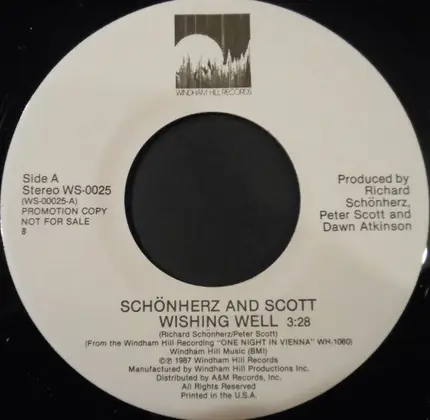 WINDHAM HILL RECORDS
Side A
Stereo WS-0025
(WS-00025-A)
PROMOTION COPY
NOT FOR SALE
8
Produced by
Richard
Schönherz,
Peter Scott and
Dawn Atkinson
SCHÖNHERZ AND SCOTT
WISHING WELL 3:28
(Richard Schönherz/Peter Scott)
(From the Windham Hill Recording "ONE NIGHT IN VIENNA" WH-1060)
Windham Hill Music (BMI)
©℗ 1987 Windham Hill Records
Manufactured by Windham Hill Productions Inc.
Distributed by A&M Records, Inc.
All Rights Reserved
Printed in the U.S.A.